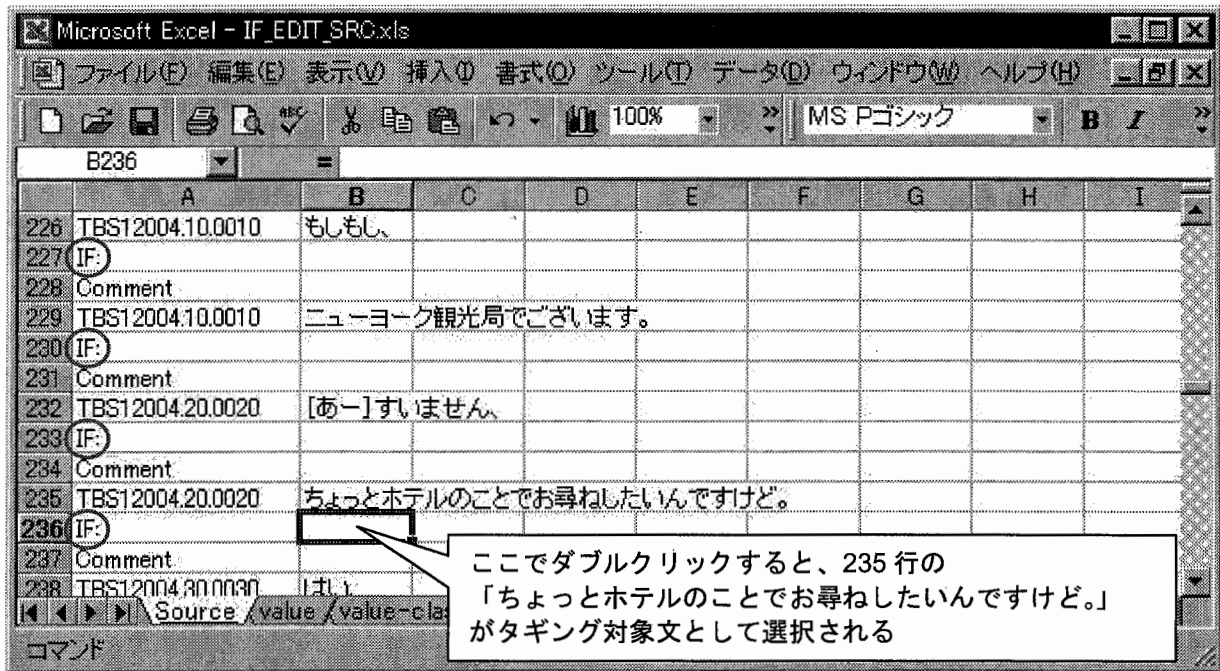 Microsoft Excel - IF_EDIT_SRC.xls
ファイル(F) 編集(E) 表示(V) 挿入(I) 書式(O) ツール(T) データ(D) ウィンドウ(W) ヘルプ(H)
100% MS Pゴシック B I
B236 =
A B C D E F G H I
226 TBS12004.10.0010 もしもし、
227 IF:
228 Comment
229 TBS12004.10.0010 ニューヨーク観光局でございます。
230 IF:
231 Comment
232 TBS12004.20.0020 [あー]すいません、
233 IF:
234 Comment
235 TBS12004.20.0020 ちょっとホテルのことでお尋ねしたいんですけど。
236 IF:
237 Comment
238 TBS12004.30.0030 はい、
Source value value-cla
コマンド
ここでダブルクリックすると、235 行の
「ちょっとホテルのことでお尋ねしたいんですけど。」
がタギング対象文として選択される